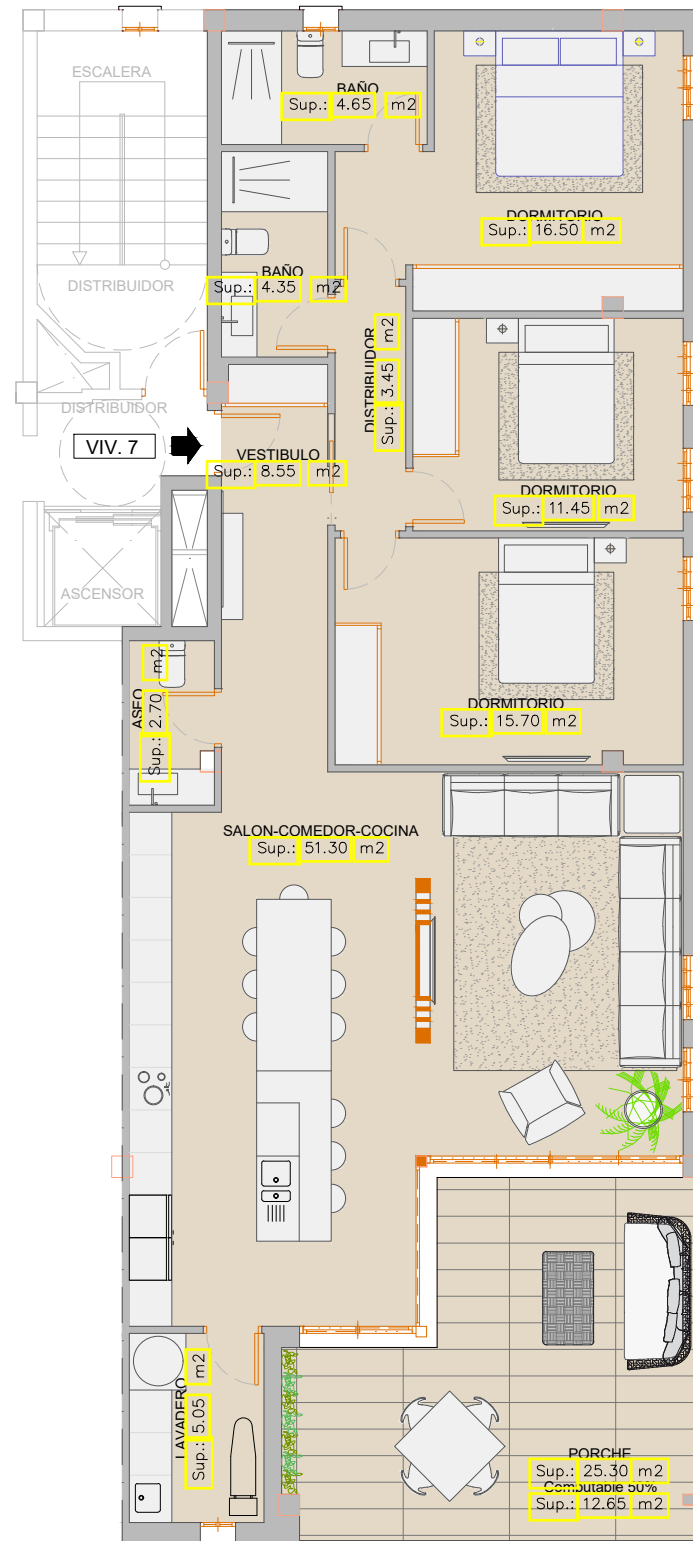 ESCALERA
BAÑO
Sup.: 4.65 m2
DORMITORIO
Sup.: 16.50 m2
BAÑO
Sup.: 4.35 m2
DISTRIBUIDOR
DISTRIBUIDOR
Sup.: 3.45 m2
DISTRIBUIDOR
VIV. 7
VESTIBULO
Sup.: 8.55 m2
DORMITORIO
Sup.: 11.45 m2
ASCENSOR
ASEO
Sup.: 2.70 m2
DORMITORIO
Sup.: 15.70 m2
SALON-COMEDOR-COCINA
Sup.: 51.30 m2
LAVADERO
Sup.: 5.05 m2
PORCHE
Sup.: 25.30 m2
Computable 50%
Sup.: 12.65 m2